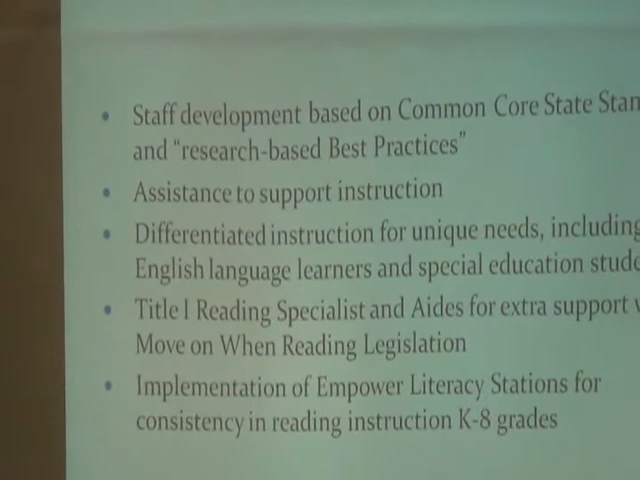 • Staff development based on Common Core State Stan
and “research-based Best Practices”
• Assistance to support instruction
• Differentiated instruction for unique needs, including
English language learners and special education stude
• Title I Reading Specialist and Aides for extra support
Move on When Reading Legislation
• Implementation of Empower Literacy Stations for
consistency in reading instruction K-8 grades